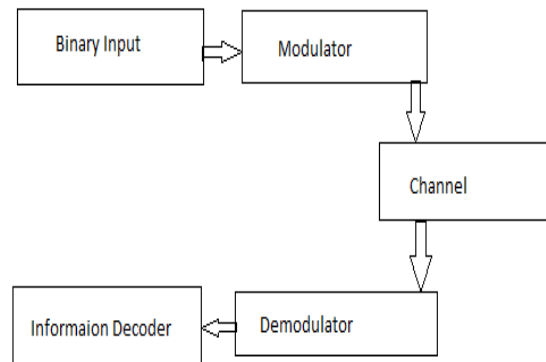 Binary Input
Modulator
Channel
Demodulator
Informaion Decoder